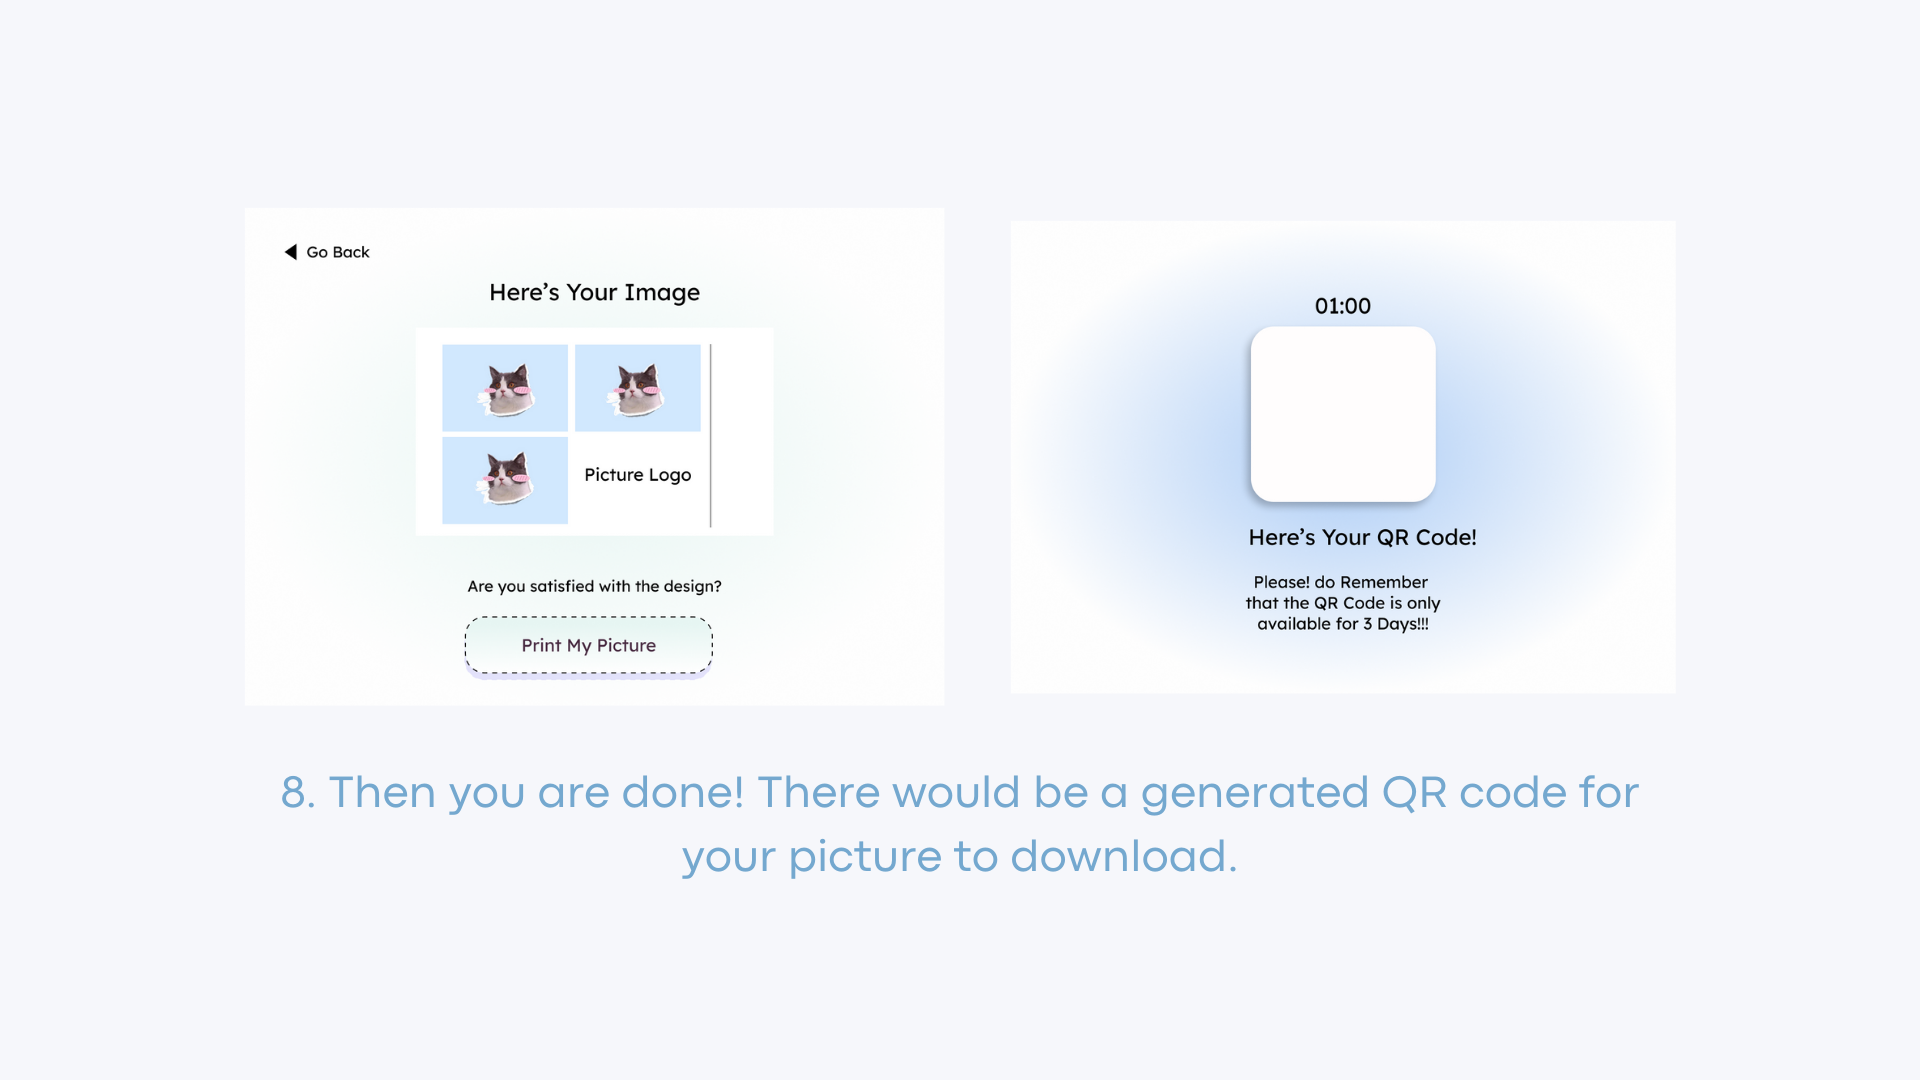 Go Back
Here’s Your Image
Picture Logo
Are you satisfied with the design?
Print My Picture
01:00
Here’s Your QR Code!
Please! do Remember
that the QR Code is only
available for 3 Days!!!
8. Then you are done! There would be a generated QR code for
your picture to download.